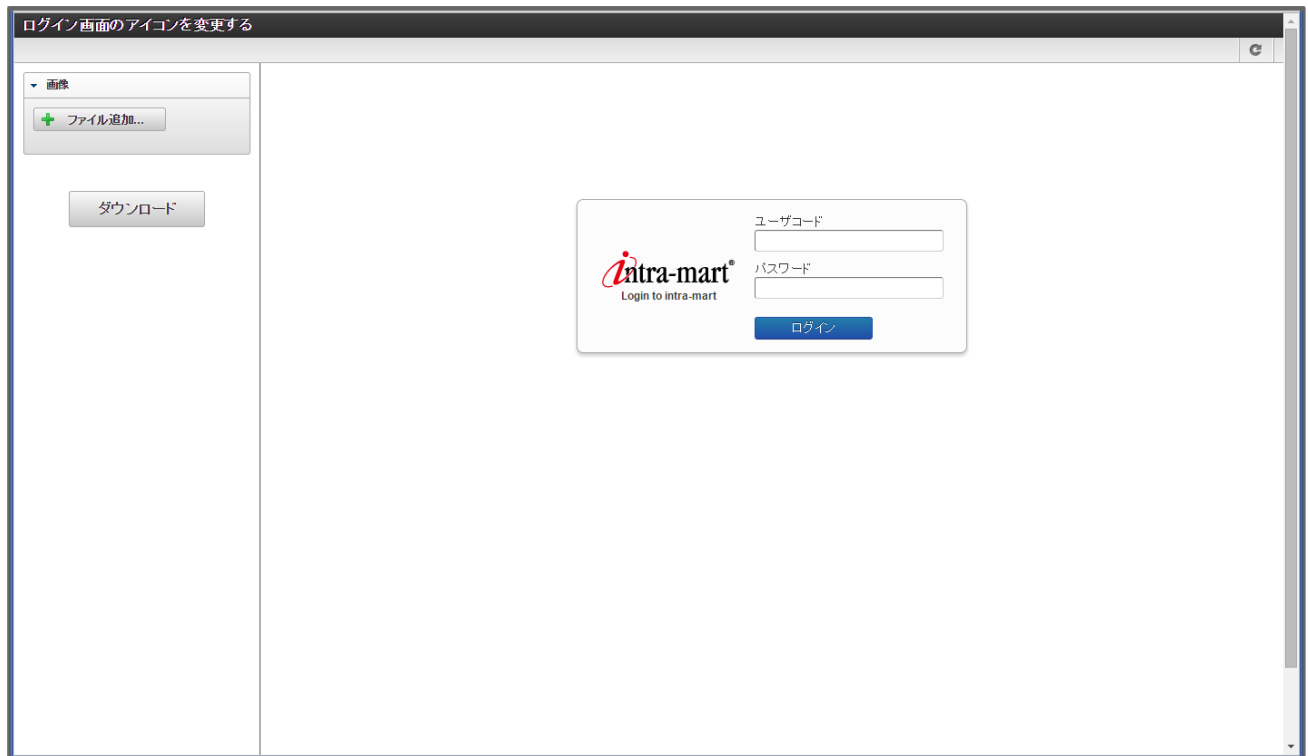 ログイン画面のアイコンを変更する
画像
ファイル追加...
ダウンロード
ユーザコード
intra-mart®
Login to intra-mart
パスワード
ログイン